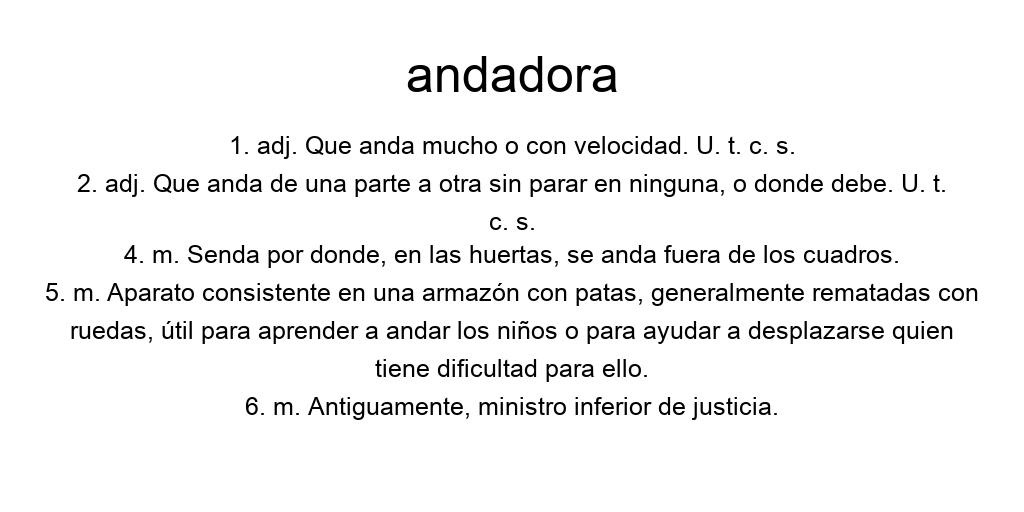 andadora
1. adj. Que anda mucho o con velocidad. U. t. c. s.
2. adj. Que anda de una parte a otra sin parar en ninguna, o donde debe. U. t.
c. s.
4. m. Senda por donde, en las huertas, se anda fuera de los cuadros.
5. m. Aparato consistente en una armazón con patas, generalmente rematadas con
ruedas, útil para aprender a andar los niños o para ayudar a desplazarse quien
tiene dificultad para ello.
6. m. Antiguamente, ministro inferior de justicia.